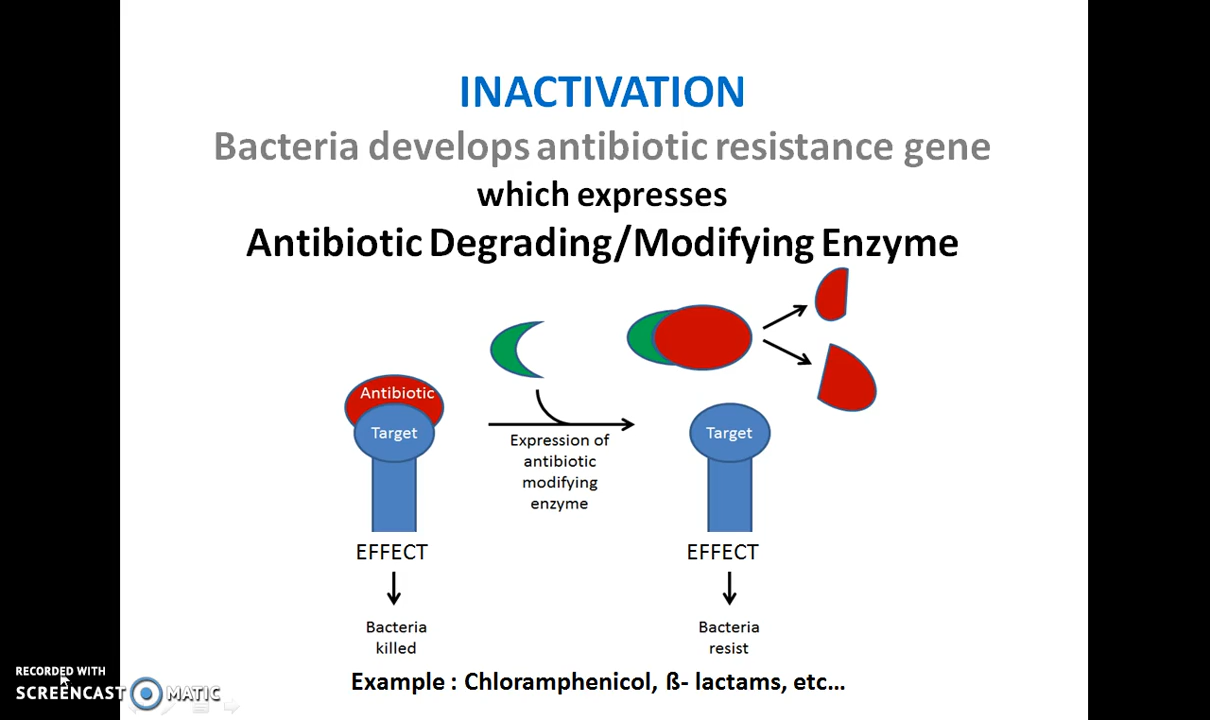 INACTIVATION
Bacteria develops antibiotic resistance gene
which expresses
Antibiotic Degrading/Modifying Enzyme
Antibiotic
Target
Expression of
antibiotic
modifying
enzyme
Target
EFFECT
EFFECT
Bacteria
killed
Bacteria
resist
Example : Chloramphenicol, ß- lactams, etc...
RECORDED WITH
SCREENCAST MATIC